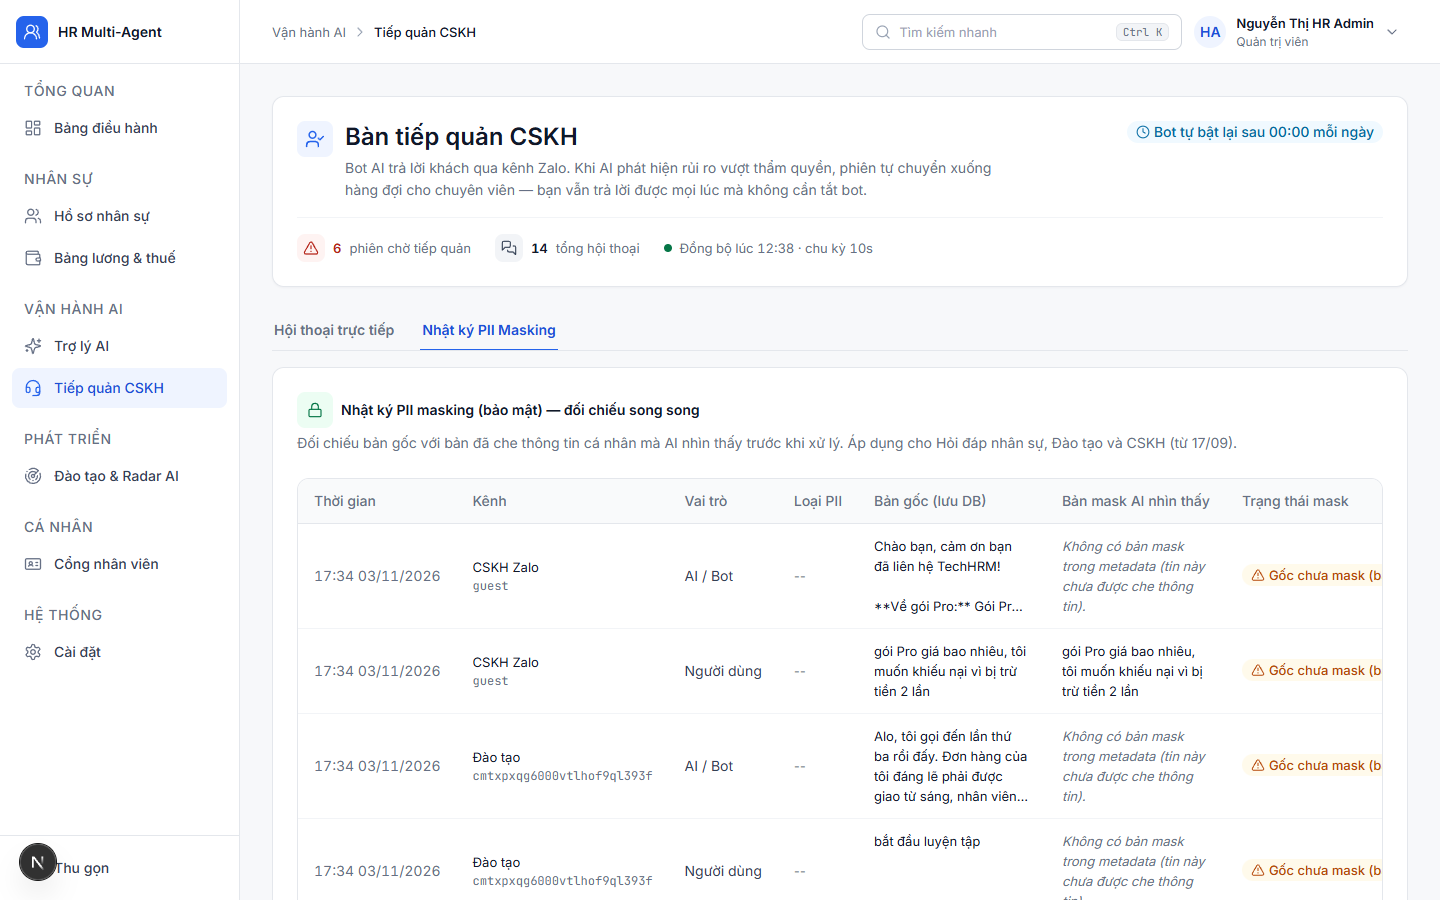 HR Multi-Agent
Vận hành AI > Tiếp quản CSKH
Tìm kiếm nhanh
Ctrl K
HA
Nguyễn Thị HR Admin
Quản trị viên
TỔNG QUAN
Bảng điều hành
NHÂN SỰ
Hồ sơ nhân sự
Bảng lương & thuế
VẬN HÀNH AI
Trợ lý AI
Tiếp quản CSKH
PHÁT TRIỂN
Đào tạo & Radar AI
CÁ NHÂN
Cổng nhân viên
HỆ THỐNG
Cài đặt
N
Thu gọn
Bàn tiếp quản CSKH
Bot tự bật lại sau 00:00 mỗi ngày
Bot AI trả lời khách qua kênh Zalo. Khi AI phát hiện rủi ro vượt thẩm quyền, phiên tự chuyển xuống
hàng đợi cho chuyên viên — bạn vẫn trả lời được mọi lúc mà không cần tắt bot.
6 phiên chờ tiếp quản
14 tổng hội thoại
Đồng bộ lúc 12:38 · chu kỳ 10s
Hội thoại trực tiếp
Nhật ký PII Masking
Nhật ký PII masking (bảo mật) — đối chiếu song song
Đối chiếu bản gốc với bản đã che thông tin cá nhân mà AI nhìn thấy trước khi xử lý. Áp dụng cho Hỏi đáp nhân sự, Đào tạo và CSKH (từ 17/09).
Thời gian
Kênh
Vai trò
Loại PII
Bản gốc (lưu DB)
Bản mask AI nhìn thấy
Trạng thái mask
17:34 03/11/2026
CSKH Zalo
guest
AI / Bot
--
Chào bạn, cảm ơn bạn
đã liên hệ TechHRM!
**Về gói Pro:** Gói Pr...
Không có bản mask
trong metadata (tin này
chưa được che thông
tin).
Gốc chưa mask (b
17:34 03/11/2026
CSKH Zalo
guest
Người dùng
--
gói Pro giá bao nhiêu, tôi
muốn khiếu nại vì bị trừ
tiền 2 lần
gói Pro giá bao nhiêu,
tôi muốn khiếu nại vì bị
trừ tiền 2 lần
Gốc chưa mask (b
17:34 03/11/2026
Đào tạo
cmtxpxqg6000vtlhof9ql393f
AI / Bot
--
Alo, tôi gọi đến lần thứ
ba rồi đấy. Đơn hàng của
tôi đáng lẽ phải được
giao từ sáng, nhân viên...
Không có bản mask
trong metadata (tin này
chưa được che thông
tin).
Gốc chưa mask (b
17:34 03/11/2026
Đào tạo
cmtxpxqg6000vtlhof9ql393f
Người dùng
--
bắt đầu luyện tập
Không có bản mask
trong metadata (tin này
chưa được che thông
tin).
Gốc chưa mask (b